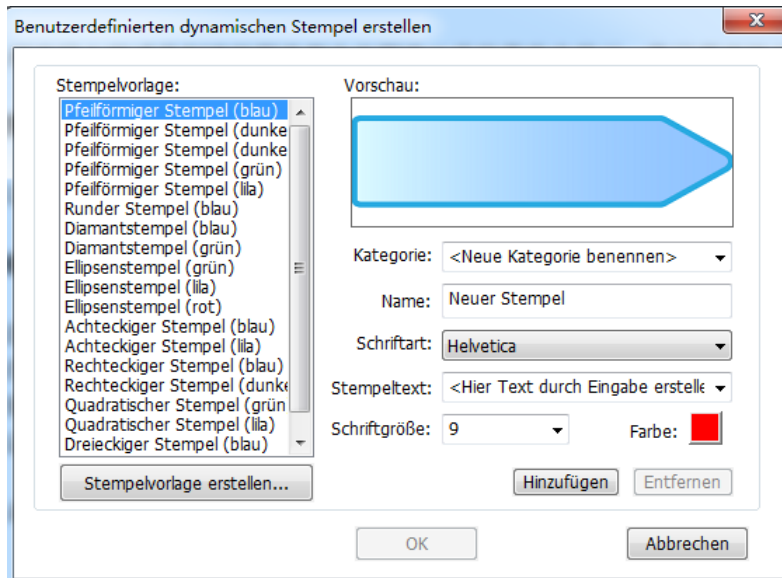 Benutzerdefinierten dynamischen Stempel erstellen
Stempelvorlage:
Pfeilförmiger Stempel (blau)
Pfeilförmiger Stempel (dunke
Pfeilförmiger Stempel (dunke
Pfeilförmiger Stempel (grün)
Pfeilförmiger Stempel (lila)
Runder Stempel (blau)
Diamantstempel (blau)
Diamantstempel (grün)
Ellipsenstempel (grün)
Ellipsenstempel (lila)
Ellipsenstempel (rot)
Achteckiger Stempel (blau)
Achteckiger Stempel (lila)
Rechteckiger Stempel (blau)
Rechteckiger Stempel (dunke
Quadratischer Stempel (grün
Quadratischer Stempel (lila)
Dreieckiger Stempel (blau)
Stempelvorlage erstellen...
Vorschau:
Kategorie: <Neue Kategorie benennen>
Name: Neuer Stempel
Schriftart: Helvetica
Stempeltext: <Hier Text durch Eingabe erstelle
Schriftgröße: 9 Farbe:
Hinzufügen Entfernen
OK Abbrechen